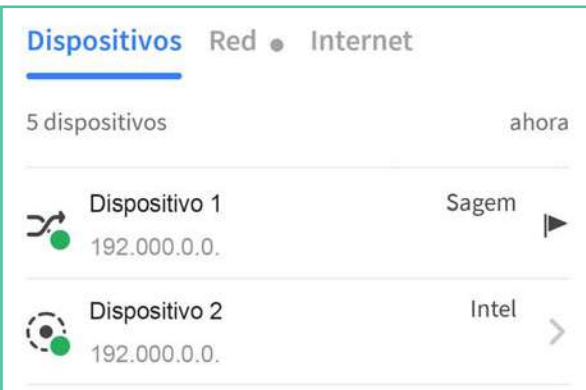 Dispositivos Red Internet
5 dispositivos ahora
Dispositivo 1 Sagem
192.000.0.0.
Dispositivo 2 Intel
192.000.0.0.